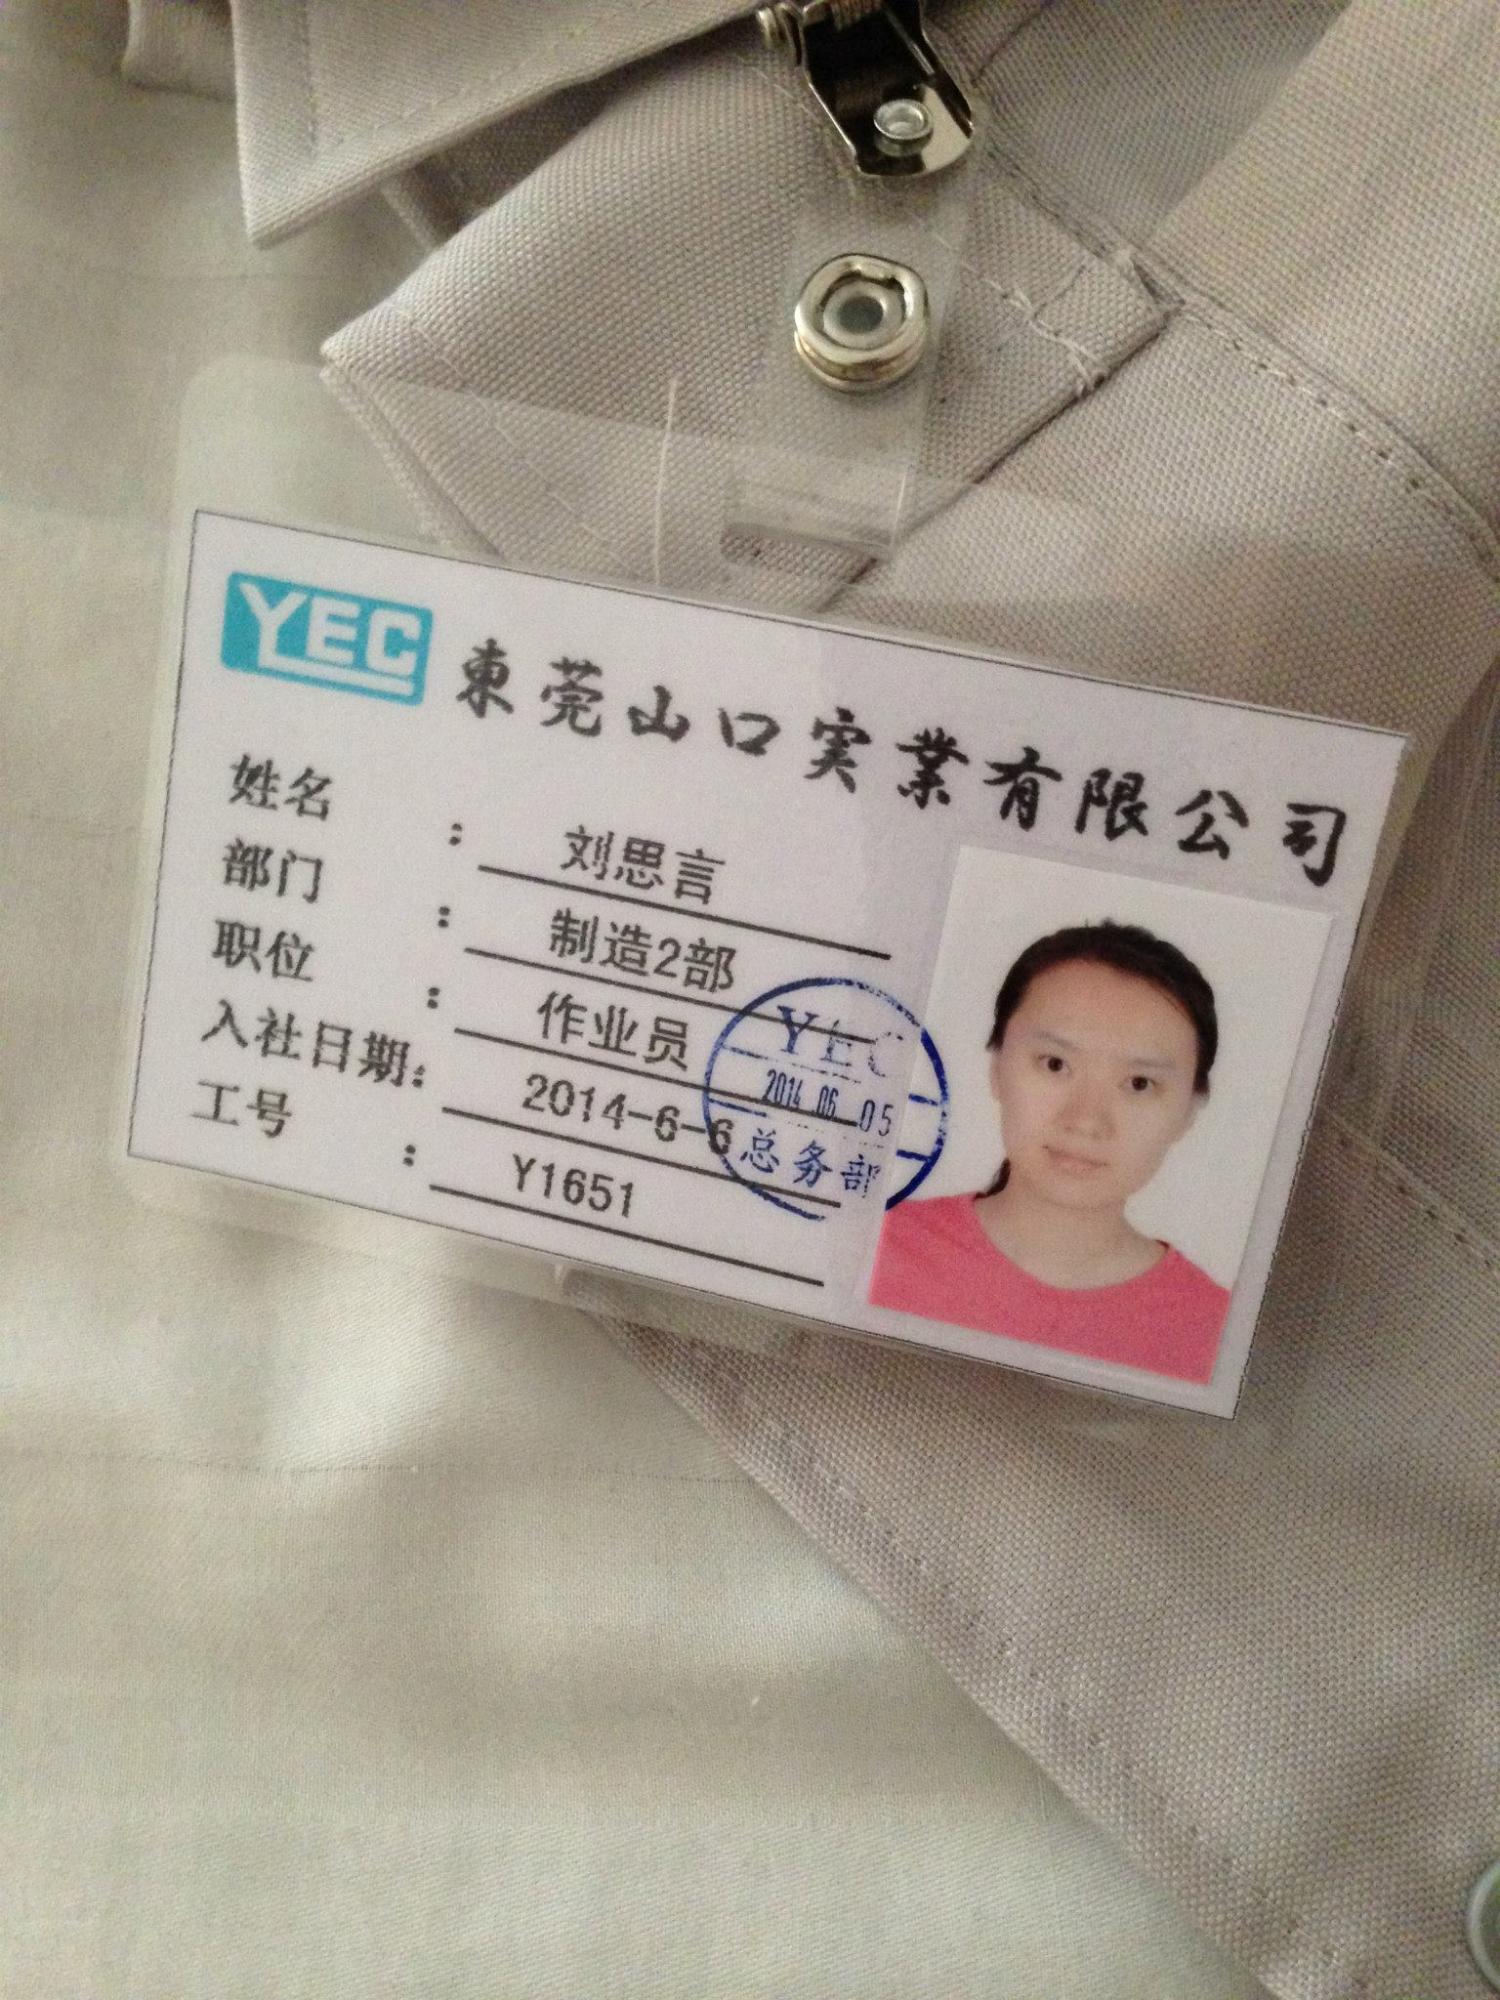 YEC 東莞山口実業有限公司
姓名 : 刘思言
部门 : 制造2部
职位 : 作业员
入社日期: 2014-6-6
工号 : Y1651
YEC
2014.06.05
总务部